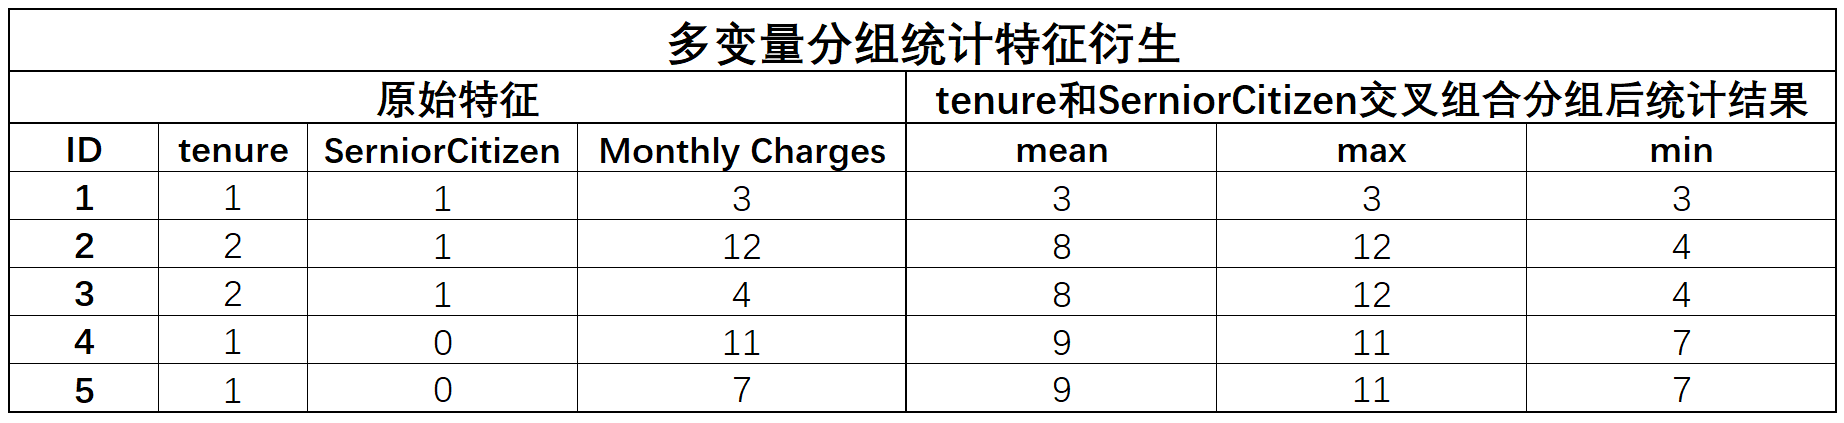 多变量分组统计特征衍生
原始特征 tenure和SerniorCitizen交叉组合分组后统计结果
ID tenure SerniorCitizen Monthly Charges mean max min
1 1 1 3 3 3 3
2 2 1 12 8 12 4
3 2 1 4 8 12 4
4 1 0 11 9 11 7
5 1 0 7 9 11 7